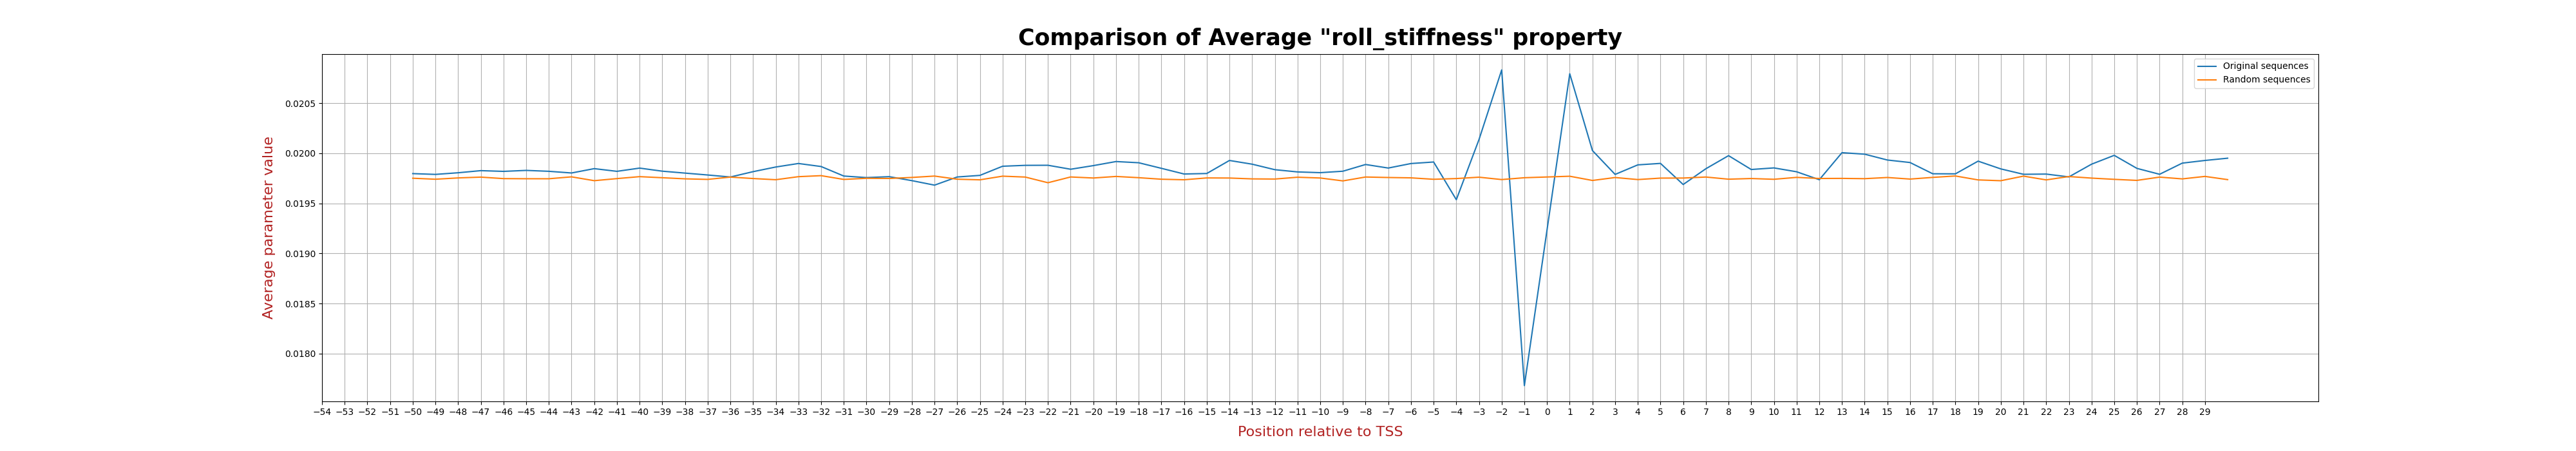 Comparison of Average "roll_stiffness" property
Original sequences
Random sequences
Average parameter value
0.0205
0.0200
0.0195
0.0190
0.0185
0.0180
−54 −53 −52 −51 −50 −49 −48 −47 −46 −45 −44 −43 −42 −41 −40 −39 −38 −37 −36 −35 −34 −33 −32 −31 −30 −29 −28 −27 −26 −25 −24 −23 −22 −21 −20 −19 −18 −17 −16 −15 −14 −13 −12 −11 −10 −9 −8 −7 −6 −5 −4 −3 −2 −1 0 1 2 3 4 5 6 7 8 9 10 11 12 13 14 15 16 17 18 19 20 21 22 23 24 25 26 27 28 29
Position relative to TSS